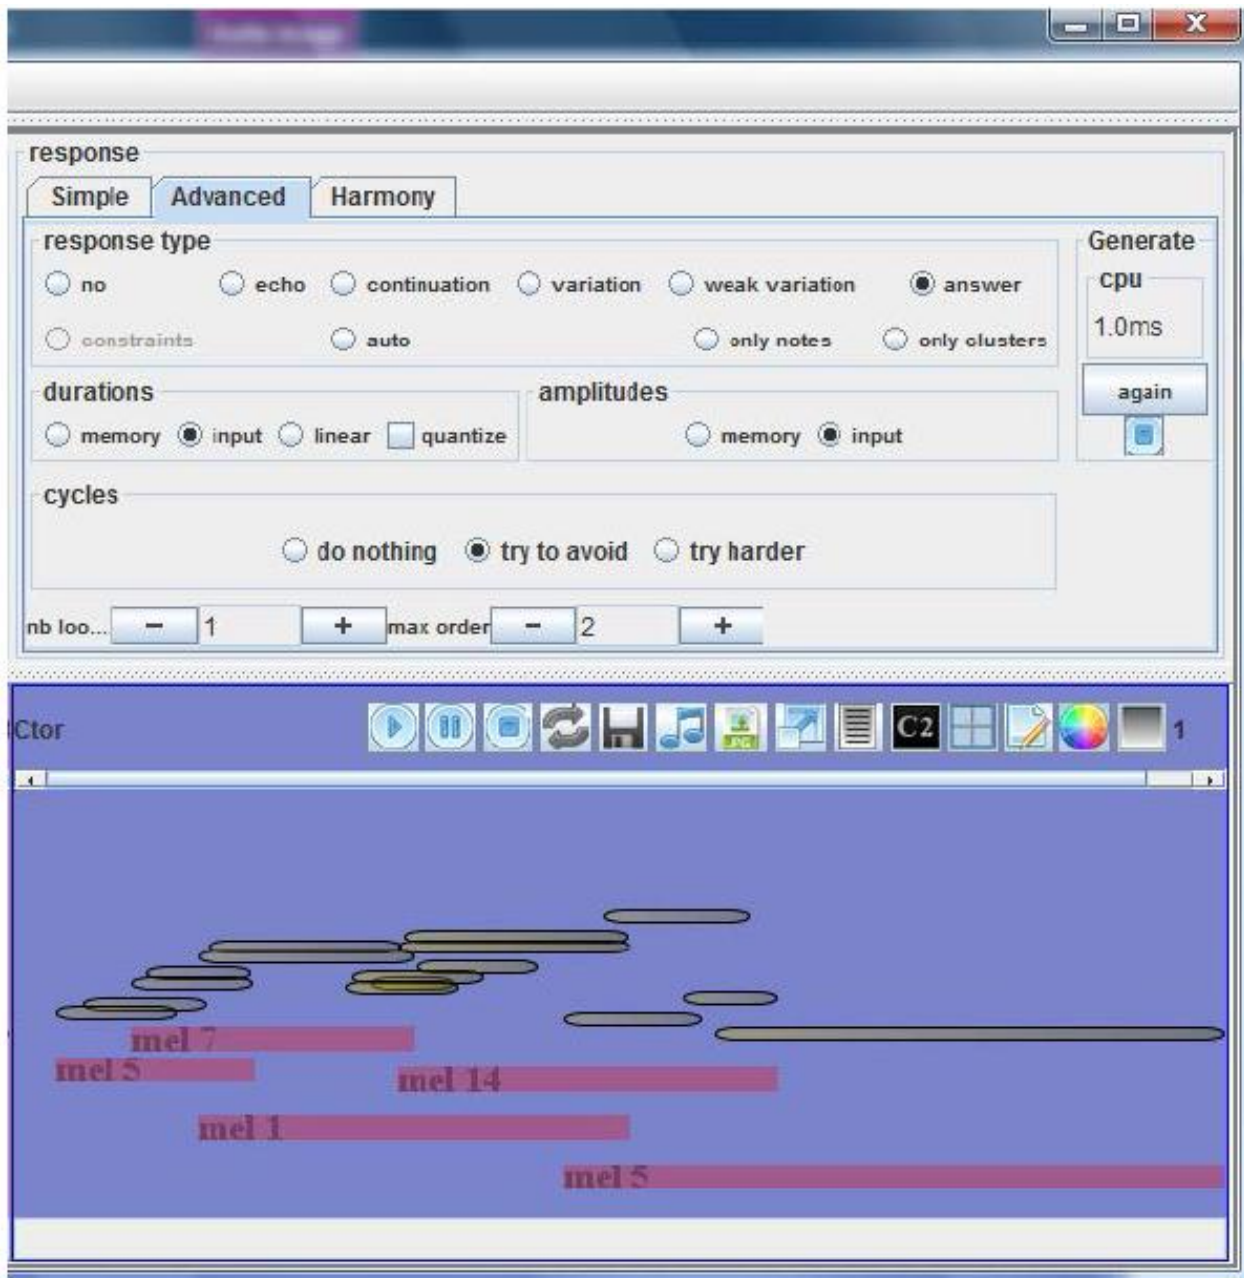 response
Simple Advanced Harmony
response type
no echo continuation variation weak variation answer
constraints auto only notes only clusters
Generate
cpu
1.0ms
again
durations
memory input linear quantize
amplitudes
memory input
cycles
do nothing try to avoid try harder
nb loo... - 1 + max order - 2 +
Ctor JPG C2 1
mel 7
mel 5
mel 14
mel 1
mel 5